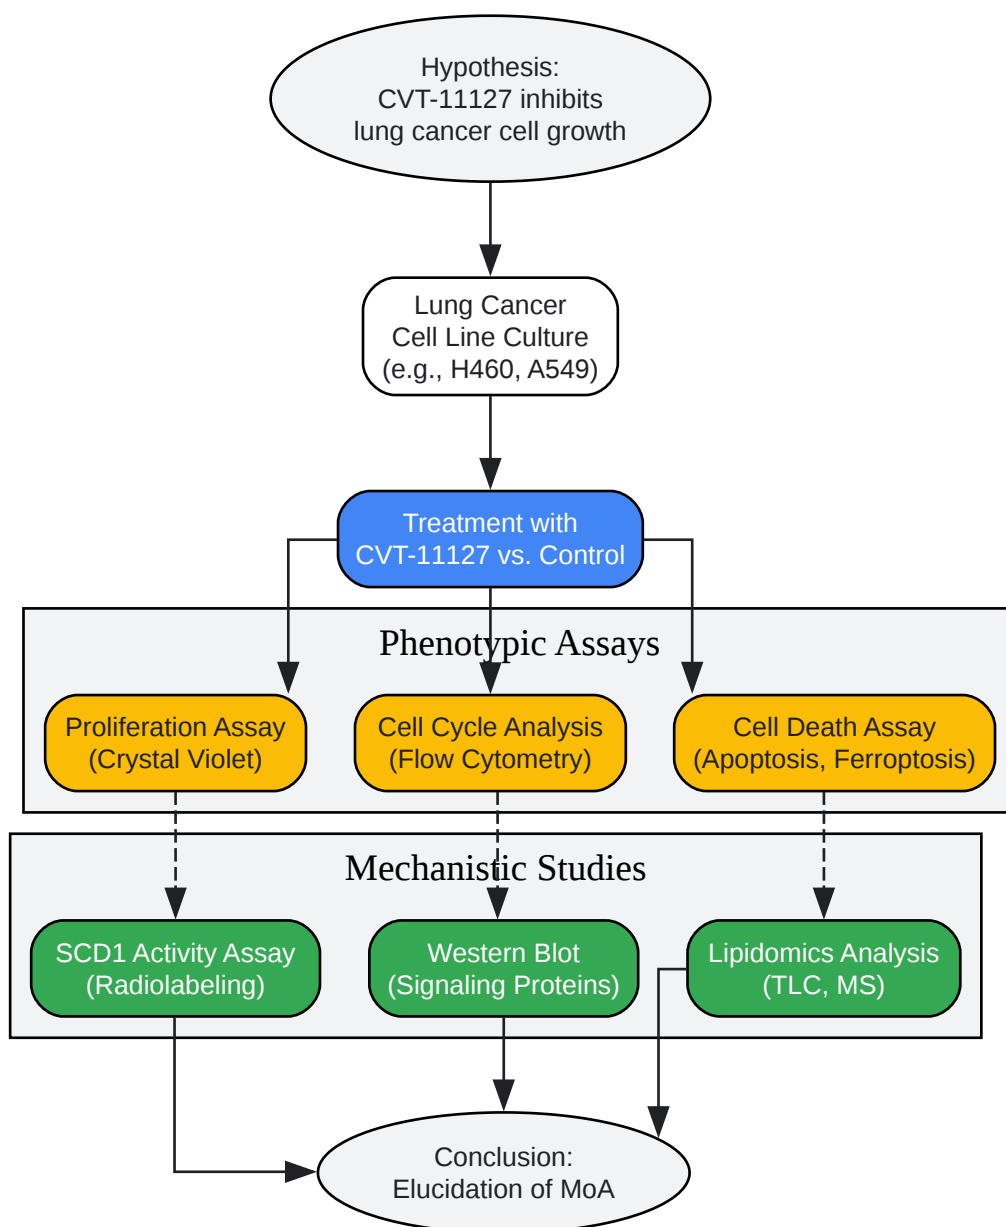 Hypothesis:
CVT-11127 inhibits
lung cancer cell growth
Lung Cancer
Cell Line Culture
(e.g., H460, A549)
Treatment with
CVT-11127 vs. Control
Phenotypic Assays
Proliferation Assay
(Crystal Violet)
Cell Cycle Analysis
(Flow Cytometry)
Cell Death Assay
(Apoptosis, Ferroptosis)
Mechanistic Studies
SCD1 Activity Assay
(Radiolabeling)
Western Blot
(Signaling Proteins)
Lipidomics Analysis
(TLC, MS)
Conclusion:
Elucidation of MoA